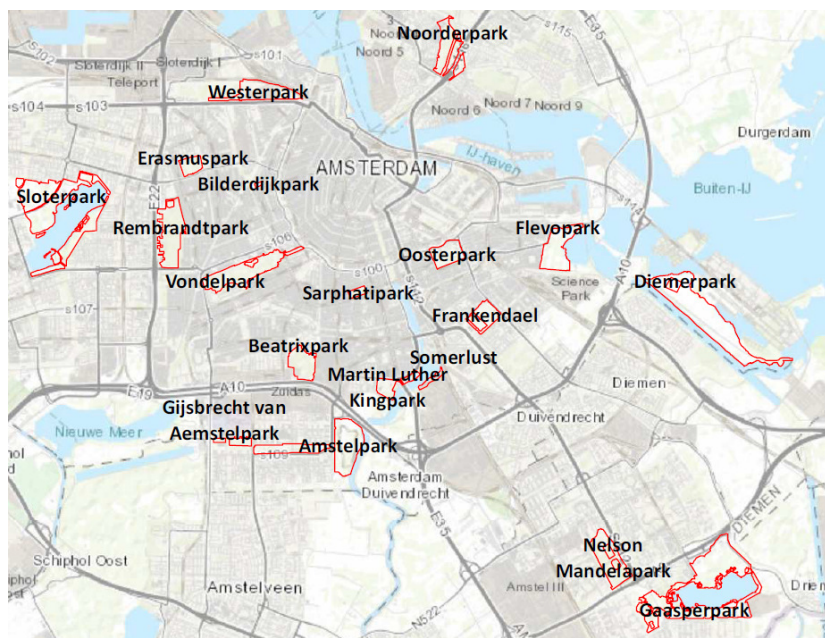 Noorderpark
Noord 5
s115
E35
s102
Sloterdijk II
Sloterdijk I
s101
Teleport
s104
s103
Westerpark
Noord 6
Noord 7
Noord 9
Durgerdam
Erasmuspark
AMSTERDAM
IJ-haven
Bilderdijkpark
Buiten-IJ
Sloterpark
E22
s114
Rembrandtpark
s106
Flevopark
Oosterpark
A10
s100
Vondelpark
Science
Park
Diemerpark
Sarphatipark
s107
Frankendael
Beatrixpark
Somerlust
Martin Luther
Kingpark
Diemen
E19
A10
Zuidas
Gijsbrecht van
Aemstelpark
Duivendrecht
Nieuwe Meer
Amstelpark
s109
Amsterdam
Duivendrecht
E35
DIEMEN
Nelson
Mandelapark
Schiphol Oost
Amstelveen
Amstel III
Gaasperpark
N522